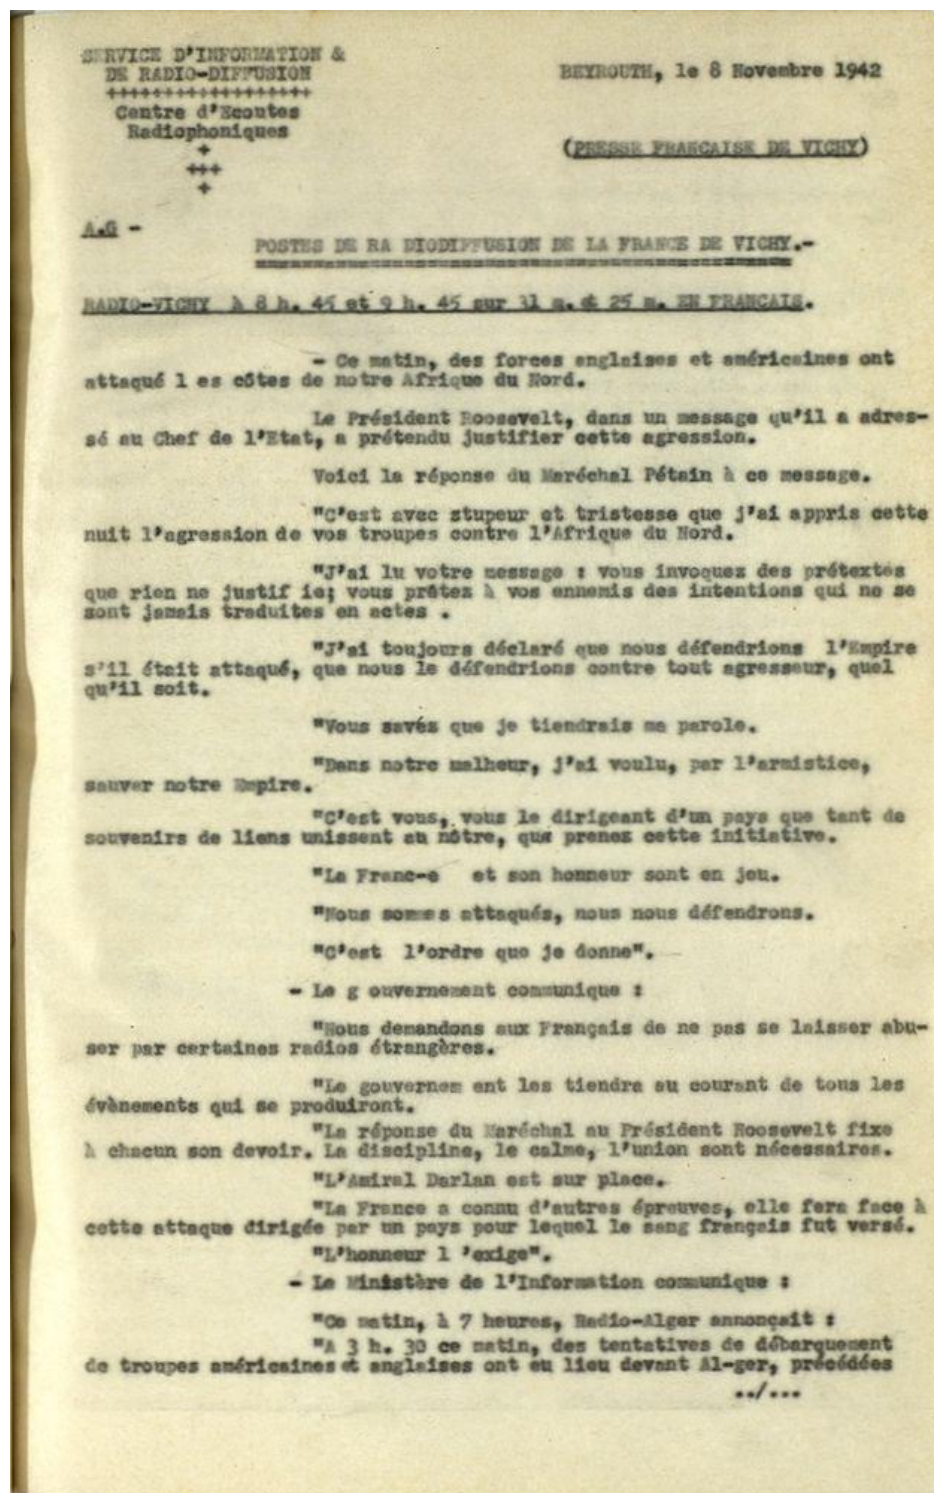 SERVICE D'INFORMATION &
DE RADIO-DIFFUSION
++++++++++++++++++
Centre d'Ecoutes
Radiophoniques
+
+++
+
BEYROUTH, le 8 Novembre 1942
(PRESSE FRANCAISE DE VICHY)
A.G -
POSTES DE RA DIODIFFUSION DE LA FRANCE DE VICHY.-
RADIO-VICHY à 8 h. 45 et 9 h. 45 sur 31 m. et 25 m. EN FRANCAIS.
- Ce matin, des forces anglaises et américaines ont
attaqué l es côtes de notre Afrique du Nord.
Le Président Roosevelt, dans un message qu'il a adres-
sé au Chef de l'Etat, a prétendu justifier cette agression.
Voici la réponse du Maréchal Pétain à ce message.
"C'est avec stupeur et tristesse que j'ai appris cette
nuit l'agression de vos troupes contre l'Afrique du Nord.
"J'ai lu votre message : vous invoquez des prétextes
que rien ne justif ie; vous prêtez à vos ennemis des intentions qui ne se
sont jamais traduites en actes .
"J'ai toujours déclaré que nous défendrions l'Empire
s'il était attaqué, que nous le défendrions contre tout agresseur, quel
qu'il soit.
"Vous savés que je tiendrais ma parole.
"Dans notre malheur, j'ai voulu, par l'armistice,
sauver notre Empire.
"C'est vous, vous le dirigeant d'un pays que tant de
souvenirs de liens unissent au nôtre, que prenez cette initiative.
"La Franc-e et son honneur sont en jeu.
"Nous sommes attaqués, nous nous défendrons.
"C'est l'ordre que je donne".
- Le g ouvernement communique :
"Nous demandons aux Français de ne pas se laisser abu-
ser par certaines radios étrangères.
"Le gouvernem ent les tiendra au courant de tous les
évènements qui se produiront.
"La réponse du Maréchal au Président Roosevelt fixe
à chacun son devoir. La discipline, le calme, l'union sont nécessaires.
"L'Amiral Darlan est sur place.
"La France a connu d'autres épreuves, elle fera face à
cette attaque dirigée par un pays pour lequel le sang français fut versé.
"L'honneur l 'exige".
- Le Ministère de l'Information communique :
"Ce matin, à 7 heures, Radio-Alger annonçait :
"A 3 h. 30 ce matin, des tentatives de débarquement
de troupes américaines et anglaises ont eu lieu devant Al-ger, précédées
../...